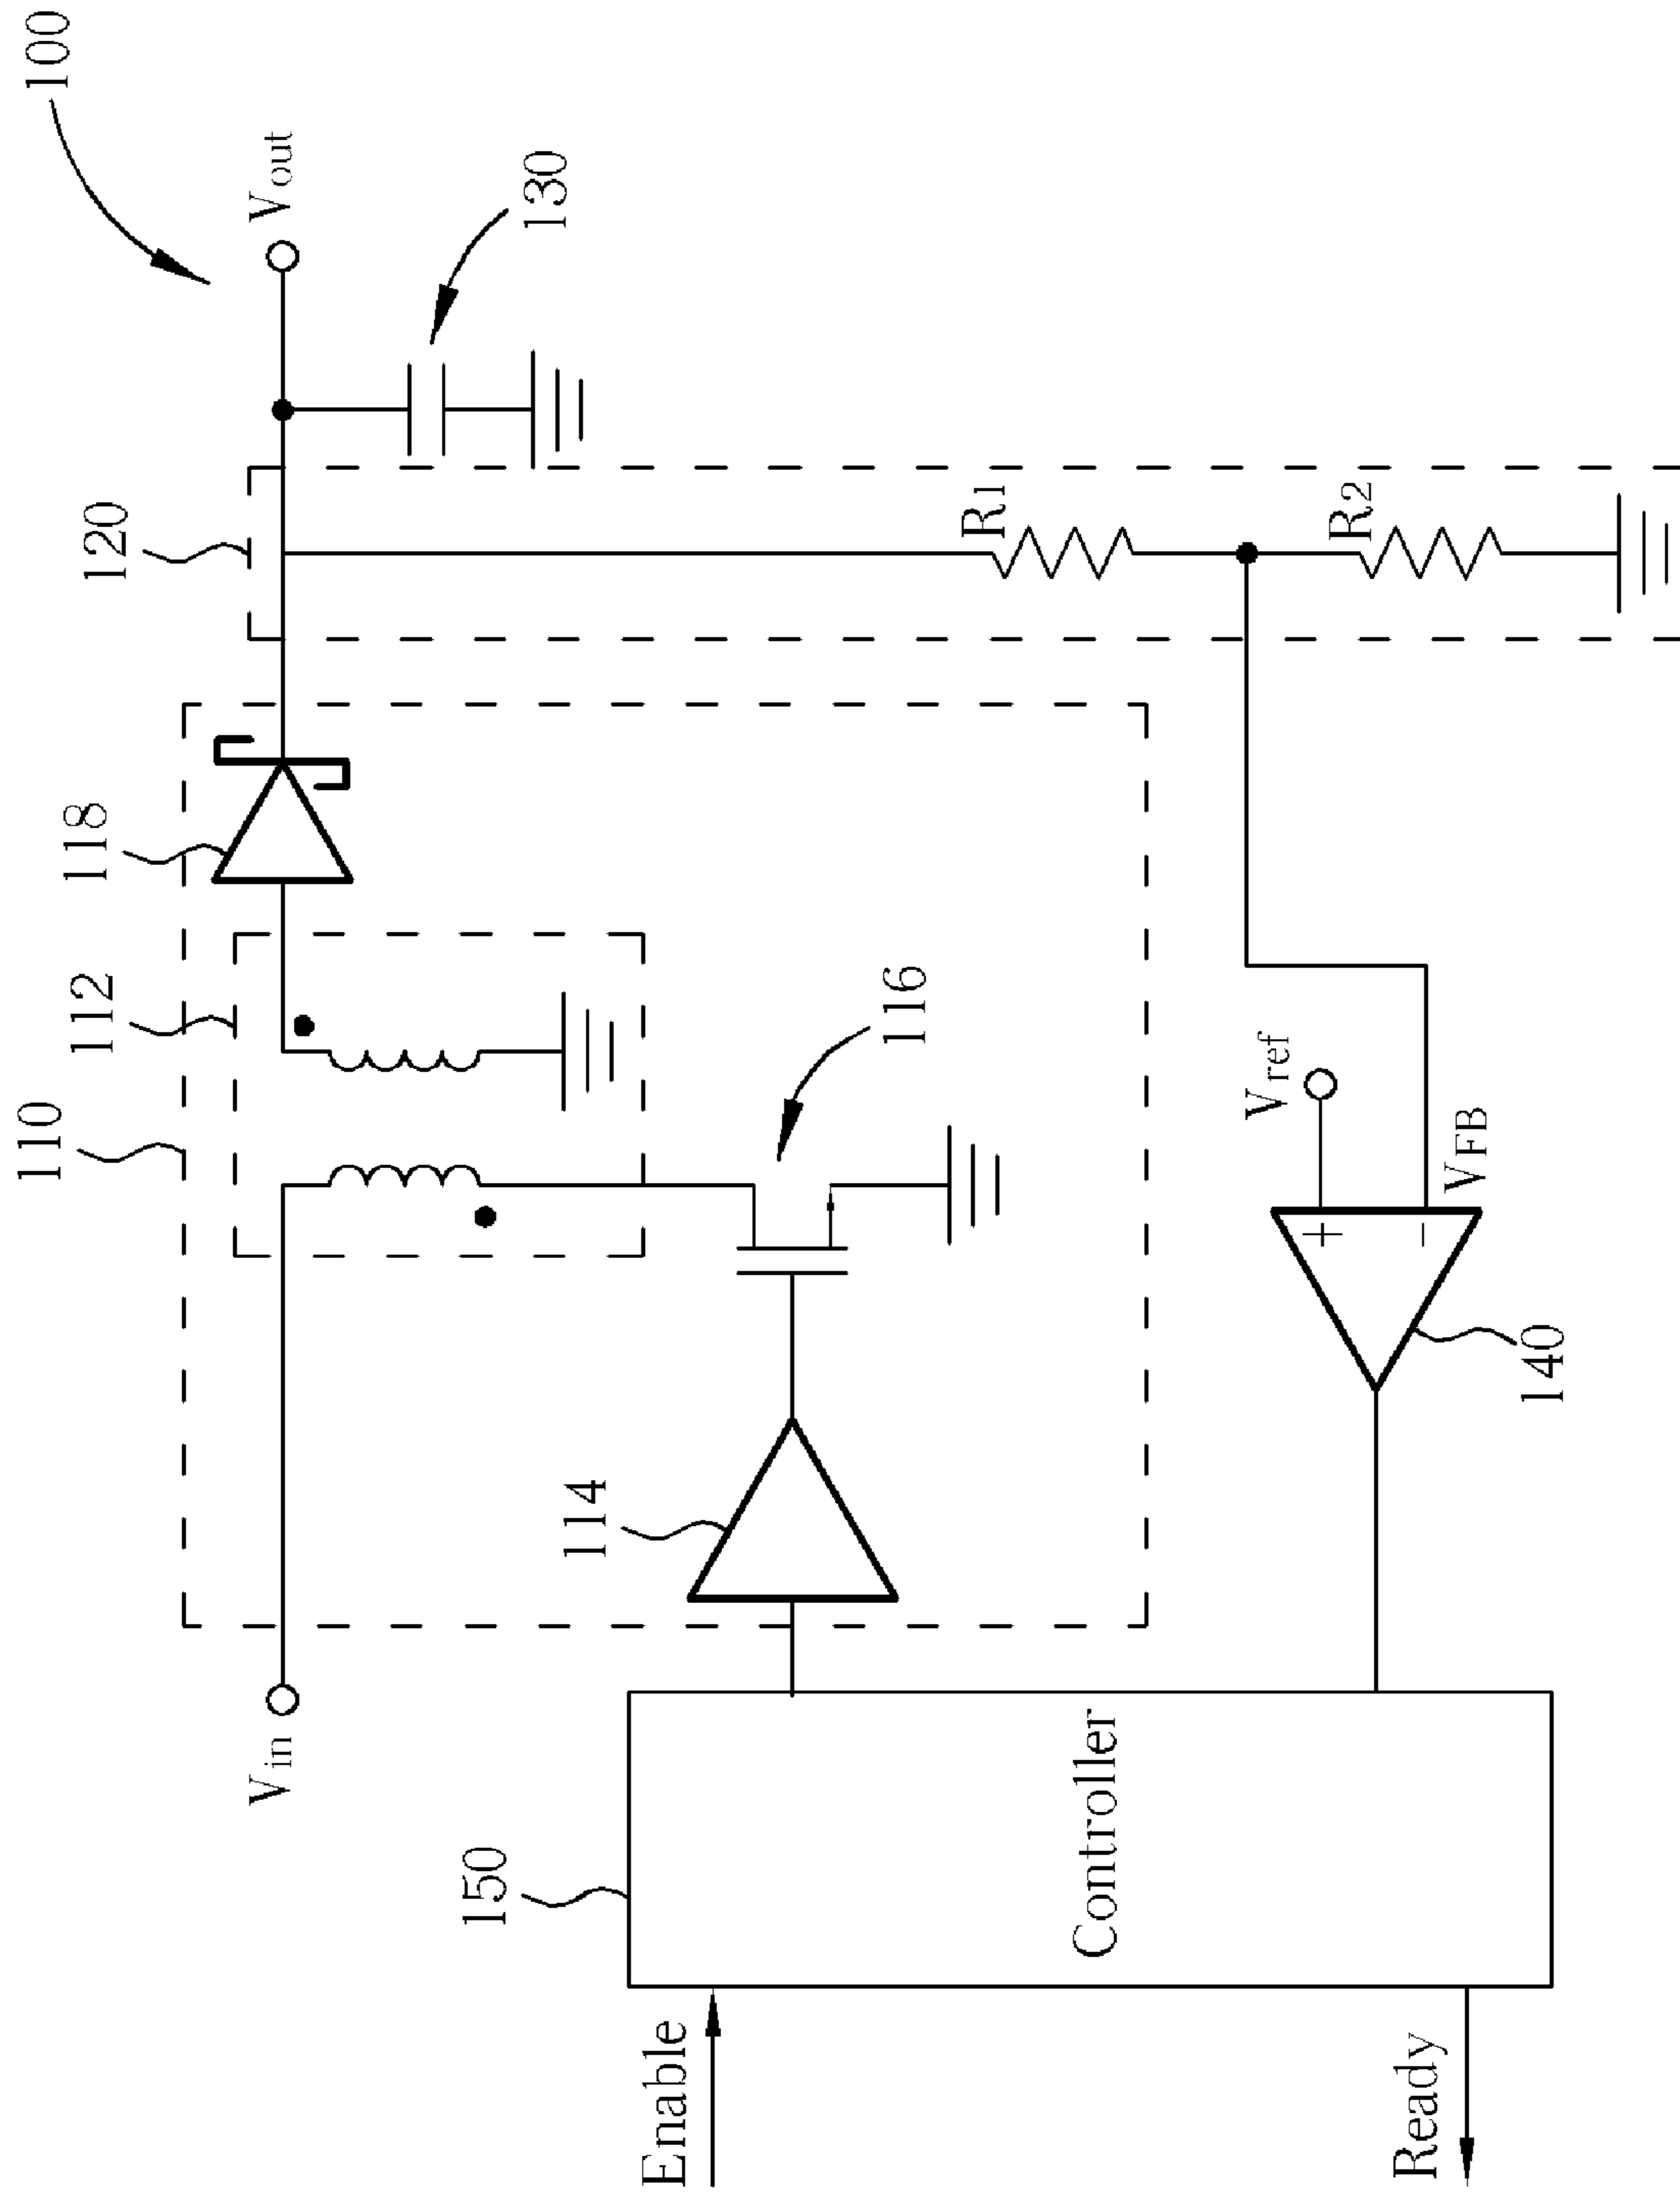 100
110
112
118
120
Vin
Vout
130
150
114
116
Enable
Controller
R1
R2
Vref
+
−
VFB
140
Ready